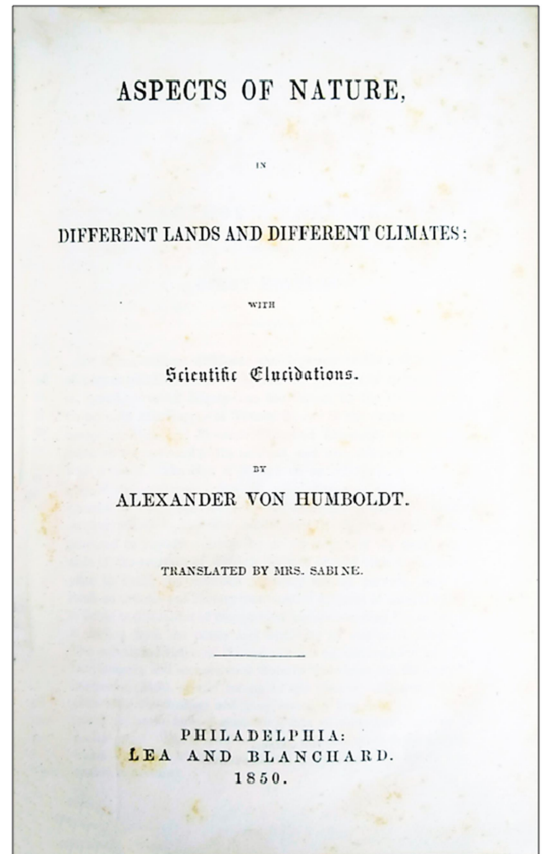 ASPECTS OF NATURE,
IN
DIFFERENT LANDS AND DIFFERENT CLIMATES;
WITH
Scientific Elucidations.
BY
ALEXANDER VON HUMBOLDT.
TRANSLATED BY MRS. SABINE.
PHILADELPHIA:
LEA AND BLANCHARD.
1850.